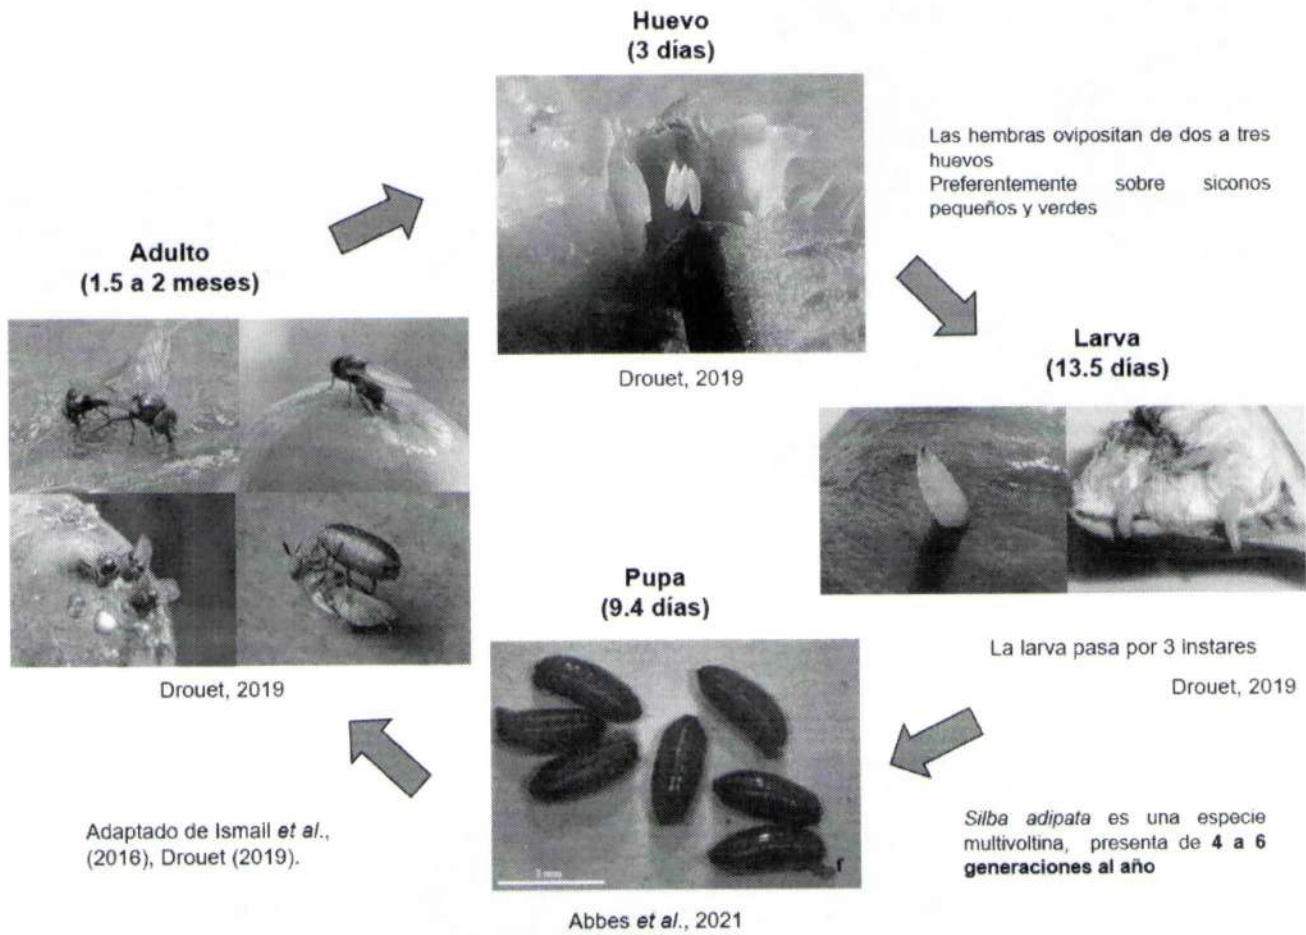 Huevo
(3 días)
Las hembras ovipositan de dos a tres
huevos
Preferentemente sobre siconos
pequeños y verdes
Drouet, 2019
Adulto
(1.5 a 2 meses)
Drouet, 2019
Larva
(13.5 días)
La larva pasa por 3 instares
Drouet, 2019
Pupa
(9.4 días)
f
Abbes et al., 2021
Adaptado de Ismail et al.,
(2016), Drouet (2019).
Silba adipata es una especie
multivoltina, presenta de 4 a 6
generaciones al año